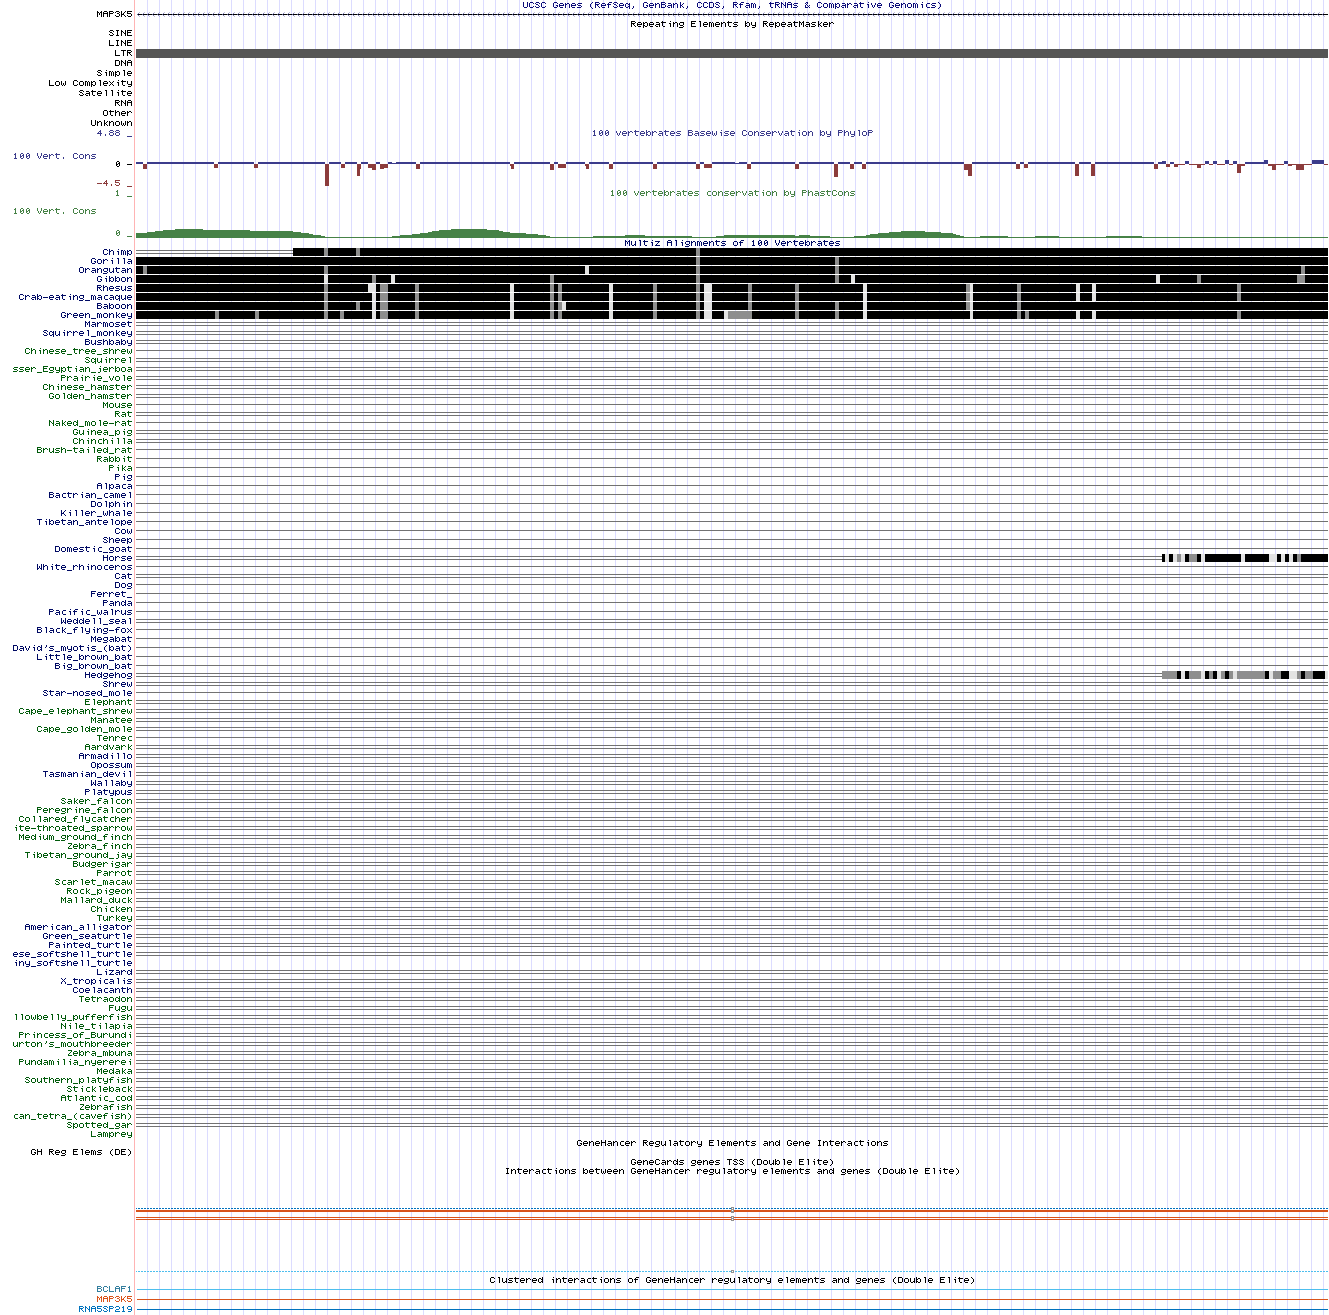 UCSC Genes (RefSeq, GenBank, CCDS, Rfam, tRNAs & Comparative Genomics)
MAP3K5
Repeating Elements by RepeatMasker
SINE
LINE
LTR
DNA
Simple
Low Complexity
Satellite
RNA
Other
Unknown
4.88 _
100 vertebrates Basewise Conservation by PhyloP
100 Vert. Cons
0 _
-4.5 _
1 _
100 vertebrates conservation by PhastCons
100 Vert. Cons
0 _
Multiz Alignments of 100 Vertebrates
Chimp
Gorilla
Orangutan
Gibbon
Rhesus
Crab-eating_macaque
Baboon
Green_monkey
Marmoset
Squirrel_monkey
Bushbaby
Chinese_tree_shrew
Squirrel
sser_Egyptian_jerboa
Prairie_vole
Chinese_hamster
Golden_hamster
Mouse
Rat
Naked_mole-rat
Guinea_pig
Chinchilla
Brush-tailed_rat
Rabbit
Pika
Pig
Alpaca
Bactrian_camel
Dolphin
Killer_whale
Tibetan_antelope
Cow
Sheep
Domestic_goat
Horse
White_rhinoceros
Cat
Dog
Ferret_
Panda
Pacific_walrus
Weddell_seal
Black_flying-fox
Megabat
David's_myotis_(bat)
Little_brown_bat
Big_brown_bat
Hedgehog
Shrew
Star-nosed_mole
Elephant
Cape_elephant_shrew
Manatee
Cape_golden_mole
Tenrec
Aardvark
Armadillo
Opossum
Tasmanian_devil
Wallaby
Platypus
Saker_falcon
Peregrine_falcon
Collared_flycatcher
ite-throated_sparrow
Medium_ground_finch
Zebra_finch
Tibetan_ground_jay
Budgerigar
Parrot
Scarlet_macaw
Rock_pigeon
Mallard_duck
Chicken
Turkey
American_alligator
Green_seaturtle
Painted_turtle
ese_softshell_turtle
iny_softshell_turtle
Lizard
X_tropicalis
Coelacanth
Tetraodon
Fugu
llowbelly_pufferfish
Nile_tilapia
Princess_of_Burundi
urton's_mouthbreeder
Zebra_mbuna
Pundamilia_nyererei
Medaka
Southern_platyfish
Stickleback
Atlantic_cod
Zebrafish
can_tetra_(cavefish)
Spotted_gar
Lamprey
GeneHancer Regulatory Elements and Gene Interactions
GH Reg Elems (DE)
GeneCards genes TSS (Double Elite)
Interactions between GeneHancer regulatory elements and genes (Double Elite)
Clustered interactions of GeneHancer regulatory elements and genes (Double Elite)
BCLAF1
MAP3K5
RNA5SP219